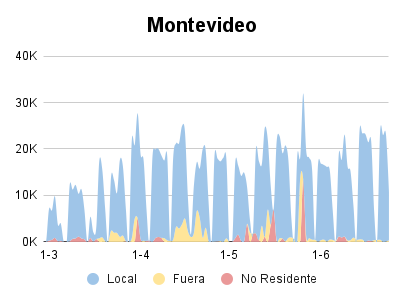 Montevideo
40K
30K
20K
10K
0K
1-3 1-4 1-5 1-6
Local Fuera No Residente